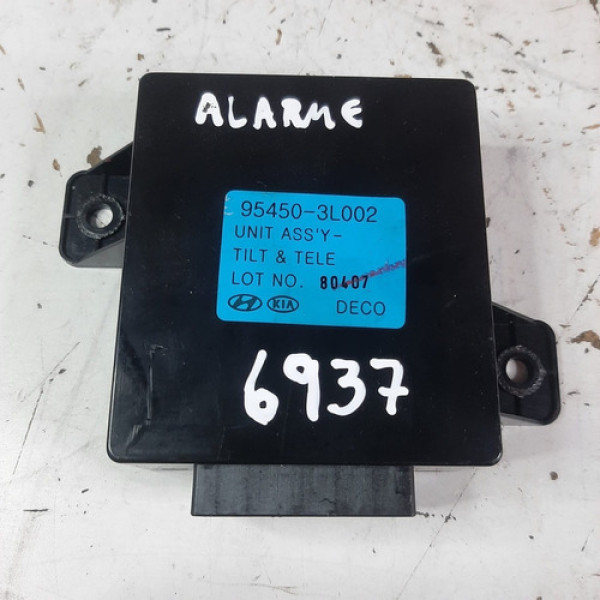 ALARME
95450-3L002
UNIT ASS'Y-
TILT & TELE
LOT NO. 80407
KIA DECO
6937